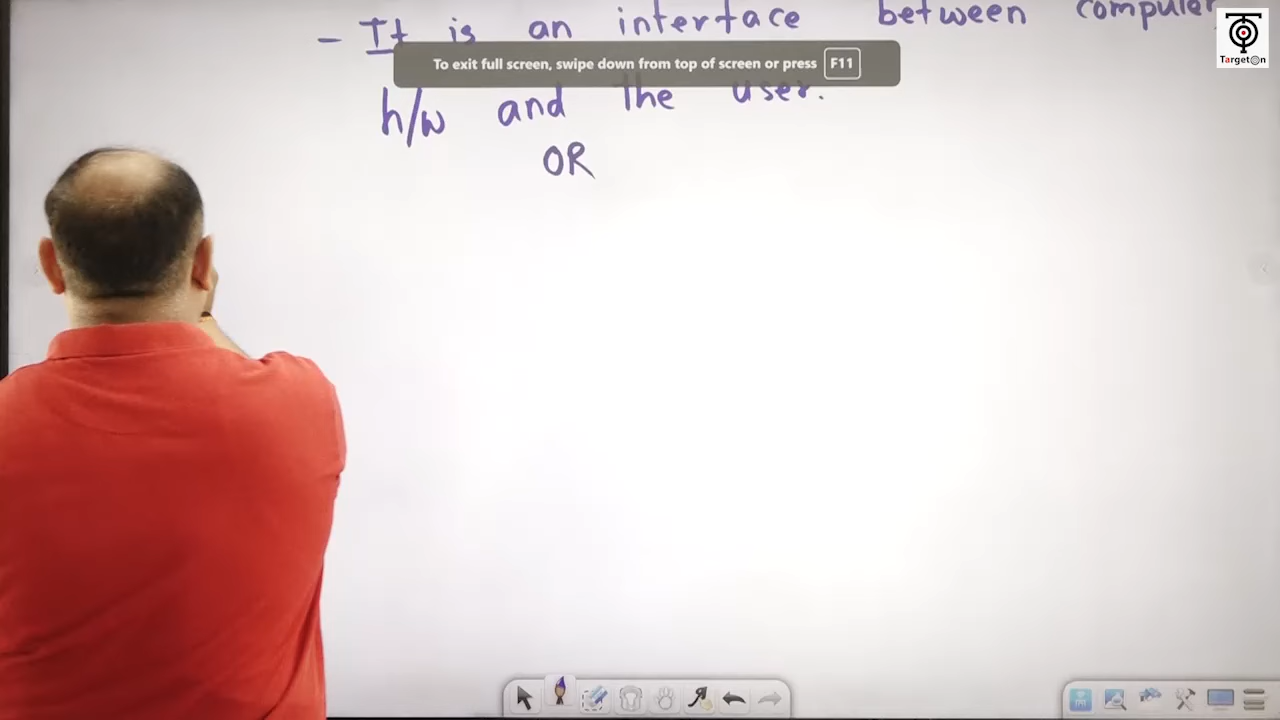 - It is an interface between computer
To exit full screen, swipe down from top of screen or press F11
h/w and the user.
OR
TargetOn